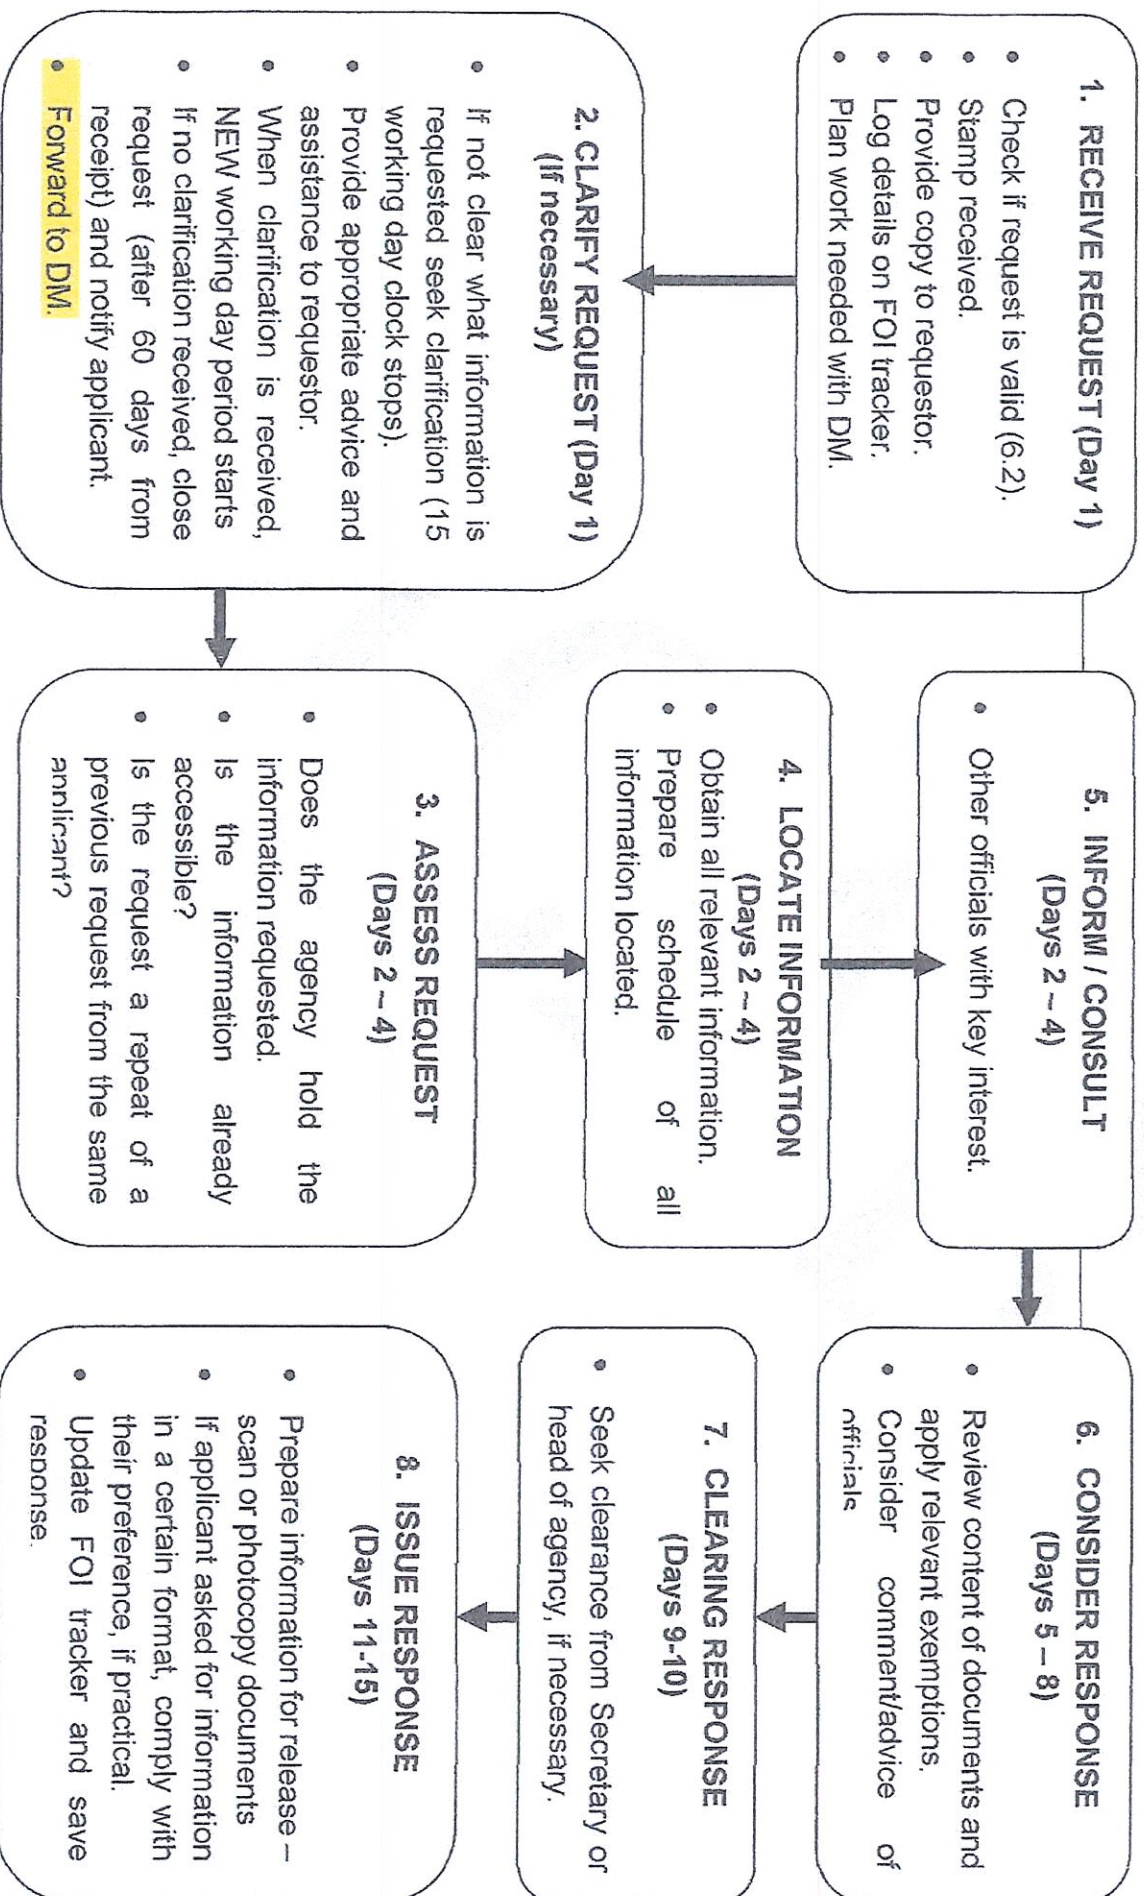 1. RECEIVE REQUEST (Day 1)
• Check if request is valid (6.2).
• Stamp received.
• Provide copy to requestor.
• Log details on FOI tracker.
• Plan work needed with DM.
2. CLARIFY REQUEST (Day 1)
(If necessary)
• If not clear what information is
requested seek clarification (15
working day clock stops).
• Provide appropriate advice and
assistance to requestor.
• When clarification is received,
NEW working day period starts
• If no clarification received, close
request (after 60 days from
receipt) and notify applicant.
• Forward to DM.
3. ASSESS REQUEST
(Days 2 – 4)
• Does the agency hold the
information requested.
• Is the information already
accessible?
• Is the request a repeat of a
previous request from the same
applicant?
4. LOCATE INFORMATION
(Days 2 – 4)
• Obtain all relevant information.
• Prepare schedule of all
information located.
5. INFORM / CONSULT
(Days 2 – 4)
• Other officials with key interest.
6. CONSIDER RESPONSE
(Days 5 – 8)
• Review content of documents and
apply relevant exemptions.
• Consider comment/advice of
officials
7. CLEARING RESPONSE
(Days 9-10)
• Seek clearance from Secretary or
head of agency, if necessary.
8. ISSUE RESPONSE
(Days 11-15)
• Prepare information for release –
scan or photocopy documents
• If applicant asked for information
in a certain format, comply with
their preference, if practical.
• Update FOI tracker and save
response.